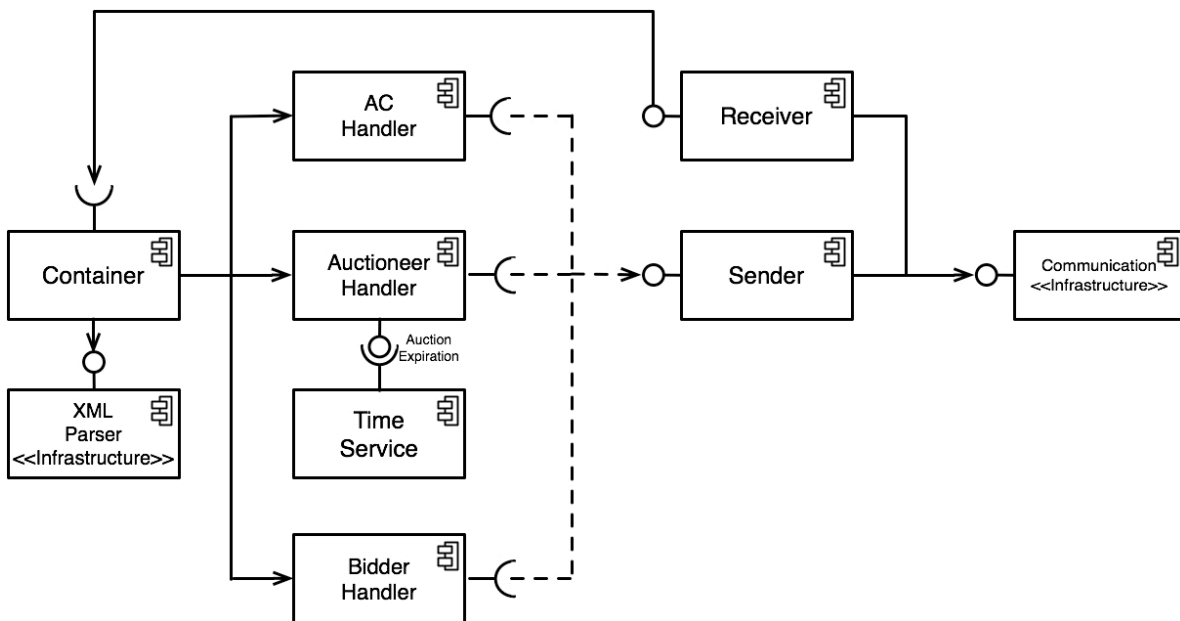 AC
Handler
Receiver
Container
Auctioneer
Handler
Sender
Communication
<<Infrastructure>>
Auction
Expiration
XML
Parser
<<Infrastructure>>
Time
Service
Bidder
Handler